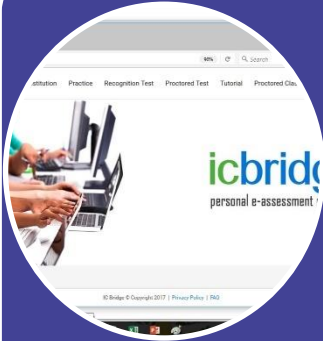 90% Search
stitution Practice Recognition Test Proctored Test Tutorial Proctored Cla
icbridg
personal e-assessment
IC Bridge © Copyright 2017 | Privacy Policy | FAQ